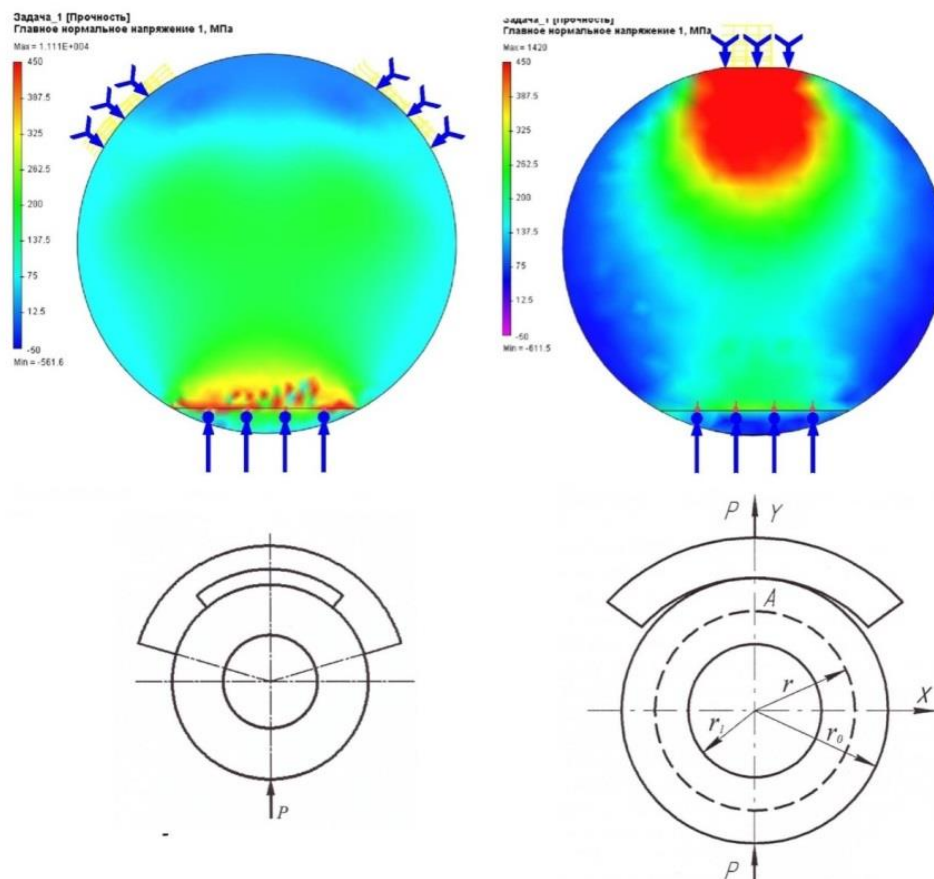 Задача_1 [Прочность]
Главное нормальное напряжение 1, МПа
Max = 1.111E+004
450
387.5
325
262.5
200
137.5
75
12.5
-50
Min = -561.6
Задача_1 [Прочность]
Главное нормальное напряжение 1, МПа
Max = 1420
450
387.5
325
262.5
200
137.5
75
12.5
-50
Min = -611.5
P
P Y
A
r
X
r₁
r₀
P